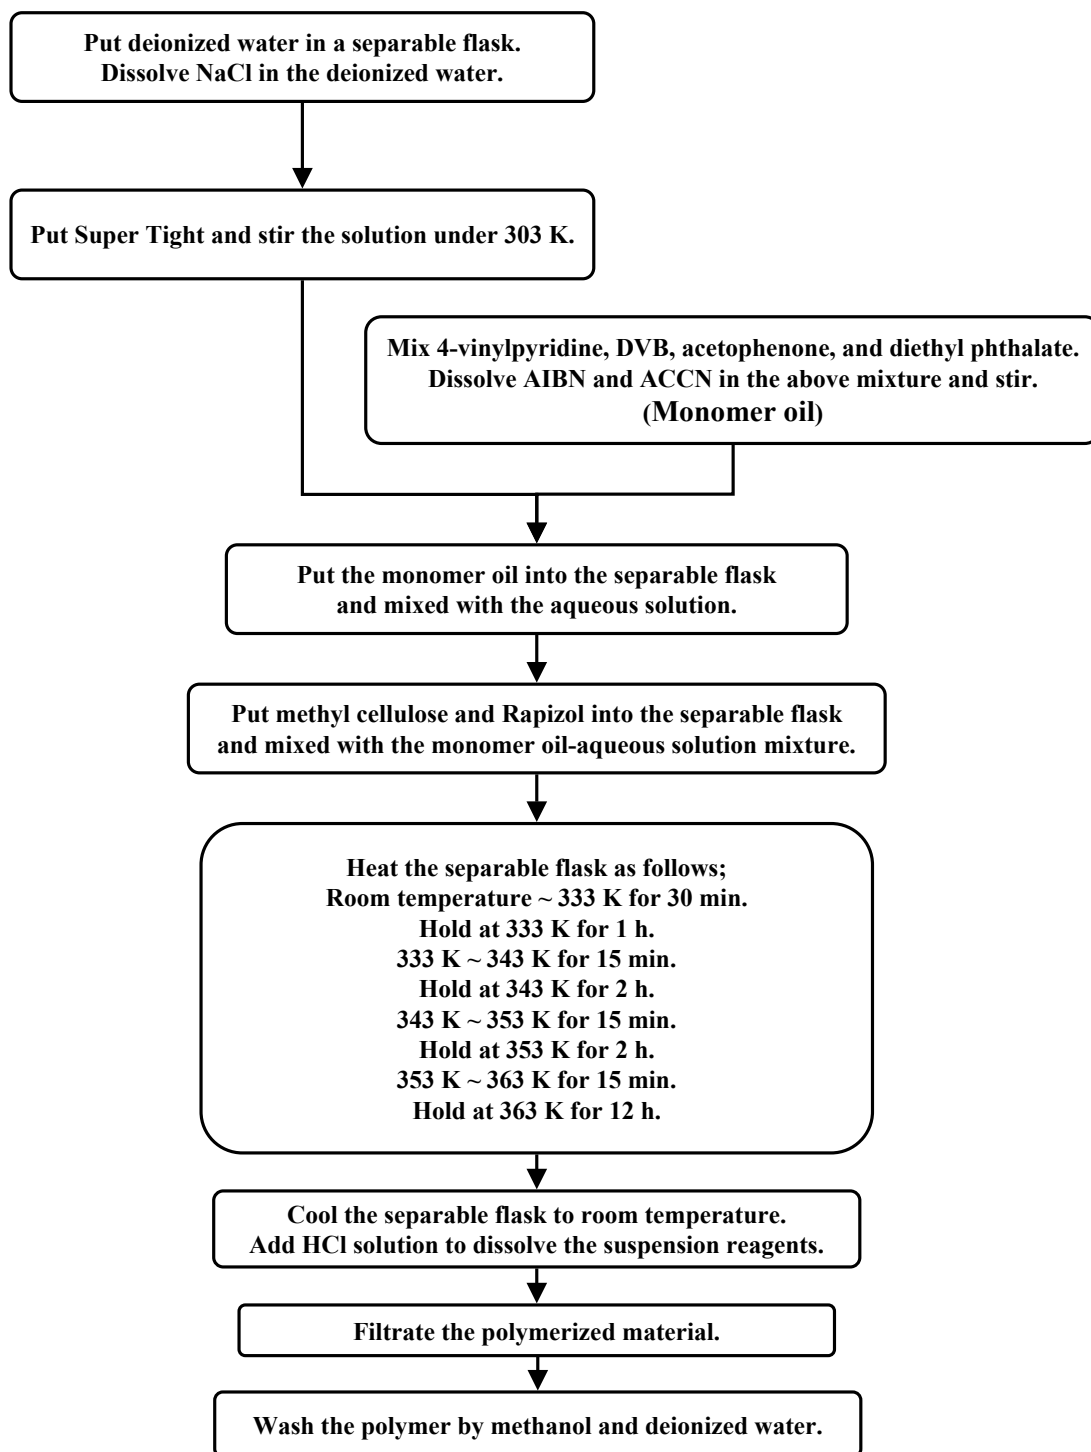 Put deionized water in a separable flask.
Dissolve NaCl in the deionized water.
Put Super Tight and stir the solution under 303 K.
Mix 4-vinylpyridine, DVB, acetophenone, and diethyl phthalate.
Dissolve AIBN and ACCN in the above mixture and stir.
(Monomer oil)
Put the monomer oil into the separable flask
and mixed with the aqueous solution.
Put methyl cellulose and Rapizol into the separable flask
and mixed with the monomer oil-aqueous solution mixture.
Heat the separable flask as follows;
Room temperature ~ 333 K for 30 min.
Hold at 333 K for 1 h.
333 K ~ 343 K for 15 min.
Hold at 343 K for 2 h.
343 K ~ 353 K for 15 min.
Hold at 353 K for 2 h.
353 K ~ 363 K for 15 min.
Hold at 363 K for 12 h.
Cool the separable flask to room temperature.
Add HCl solution to dissolve the suspension reagents.
Filtrate the polymerized material.
Wash the polymer by methanol and deionized water.